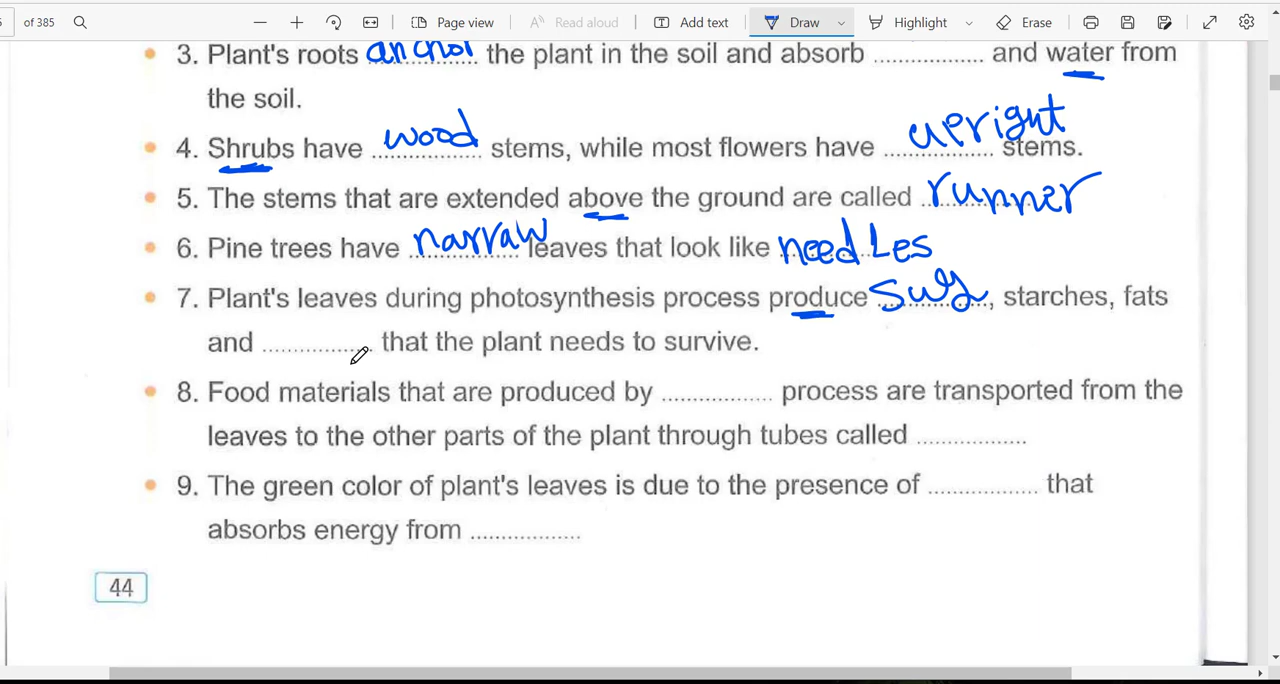 of 385 Page view Read aloud Add text Draw Highlight Erase
3. Plant's roots anchor the plant in the soil and absorb .................. and water from
the soil.
4. Shrubs have wood stems, while most flowers have upright stems.
5. The stems that are extended above the ground are called runner
6. Pine trees have narraw leaves that look like needLes
7. Plant's leaves during photosynthesis process produce , starches, fats
and .................. that the plant needs to survive.
8. Food materials that are produced by .................. process are transported from the
leaves to the other parts of the plant through tubes called ..................
9. The green color of plant's leaves is due to the presence of .................. that
absorbs energy from ..................
44